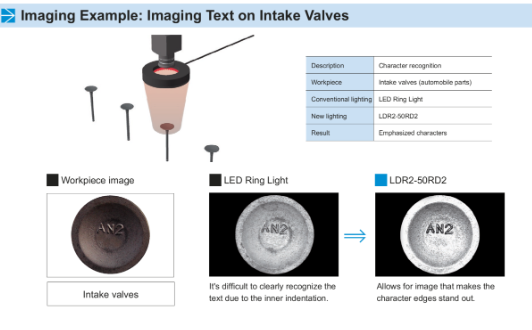 Imaging Example: Imaging Text on Intake Valves
Description Character recognition
Workpiece Intake valves (automobile parts)
Conventional lighting LED Ring Light
New lighting LDR2-50RD2
Result Emphasized characters
Workpiece image
AN2
Intake valves
LED Ring Light
AN2
It's difficult to clearly recognize the
text due to the inner indentation.
LDR2-50RD2
AN2
Allows for image that makes the
character edges stand out.